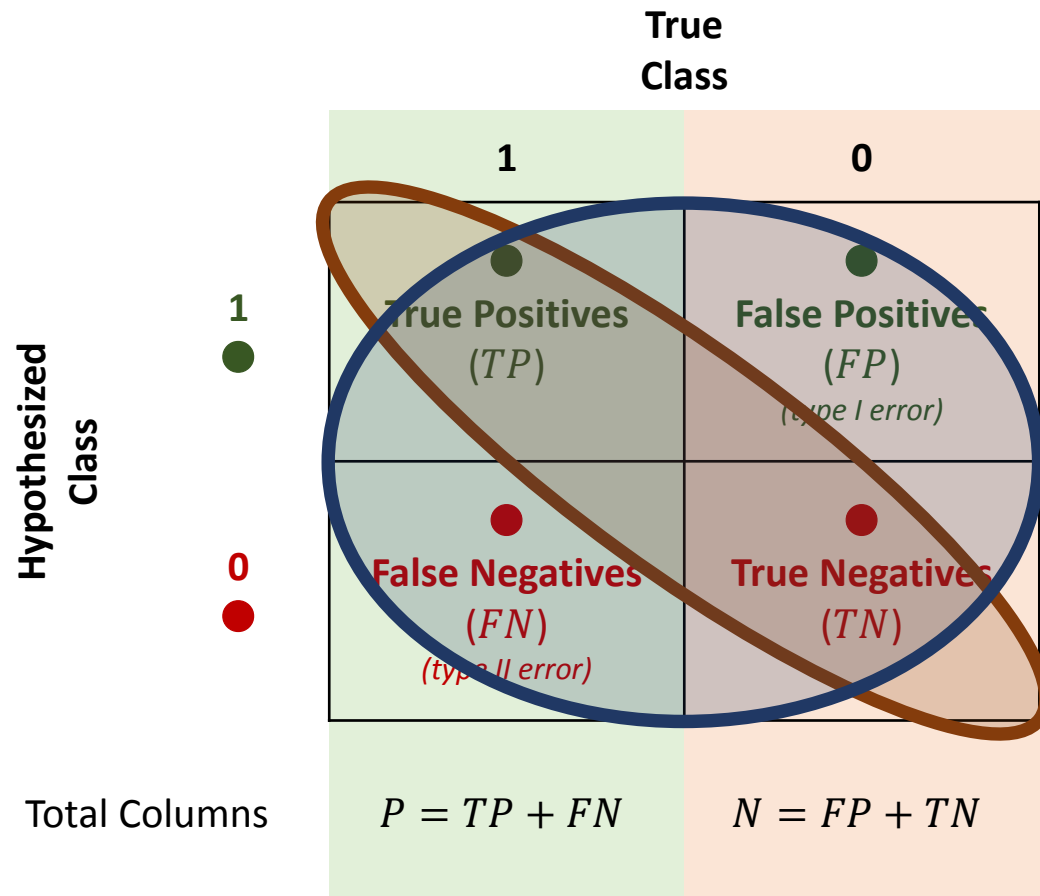 True
Class
1
0
Hypothesized
Class
1
True Positives
(TP)
False Positives
(FP)
(type I error)
0
False Negatives
(FN)
(type II error)
True Negatives
(TN)
Total Columns
P = TP + FN
N = FP + TN